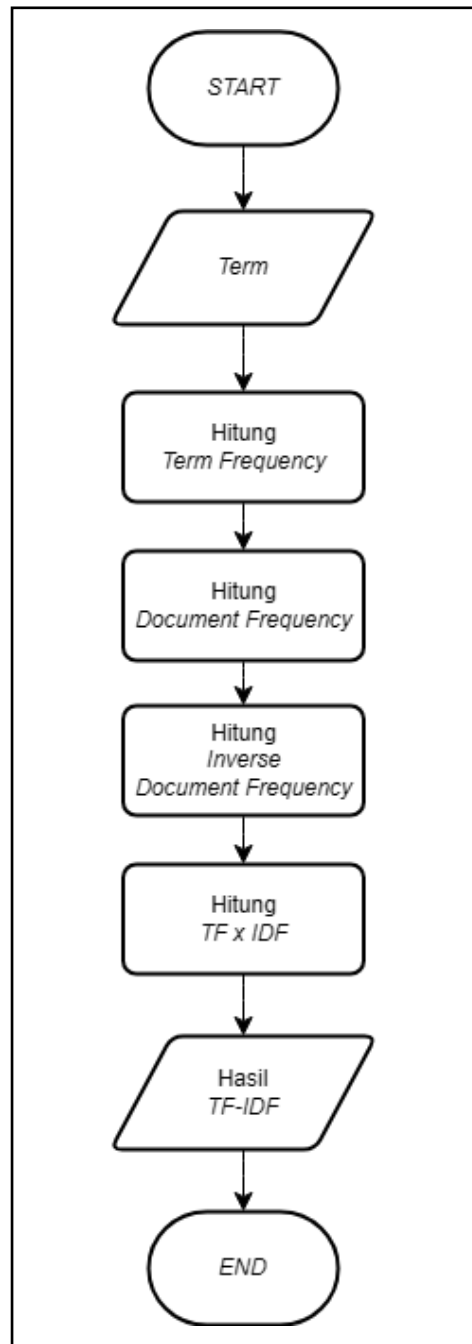 START
Term
Hitung
Term Frequency
Hitung
Document Frequency
Hitung
Inverse
Document Frequency
Hitung
TF x IDF
Hasil
TF-IDF
END